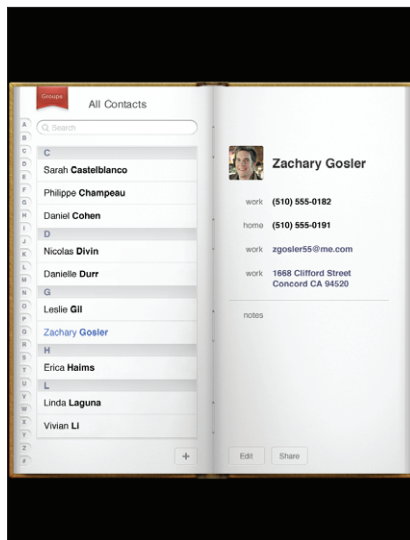 Groups
All Contacts
Search
A
B
C
D
E
F
G
H
I
J
K
L
M
N
O
P
Q
R
S
T
U
V
W
X
Y
Z
#
C
Sarah Castelblanco
Philippe Champeau
Daniel Cohen
D
Nicolas Divin
Danielle Durr
G
Leslie Gil
Zachary Gosler
H
Erica Haims
L
Linda Laguna
Vivian Li
+
Zachary Gosler
work (510) 555-0182
home (510) 555-0191
work zgosler55@me.com
work 1668 Clifford Street
Concord CA 94520
notes
Edit Share